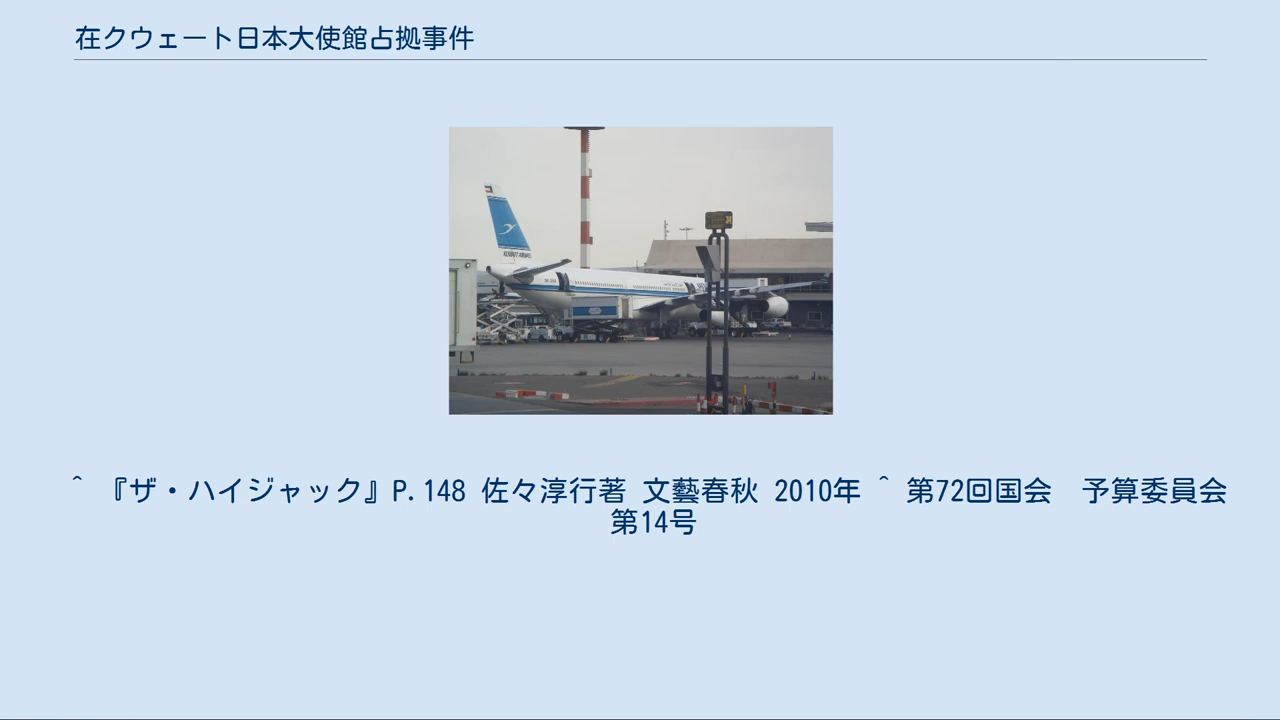 在クウェート日本大使館占拠事件
KUWAIT AIRWAYS
^ 『ザ・ハイジャック』P.148 佐々淳行著 文藝春秋 2010年 ^ 第72回国会　予算委員会
第14号